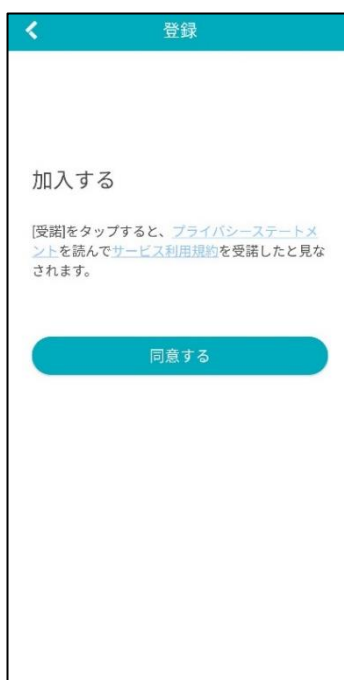 登録
加入する
[受諾]をタップすると、プライバシーステートメ
ントを読んでサービス利用規約を受諾したと見な
されます。
同意する